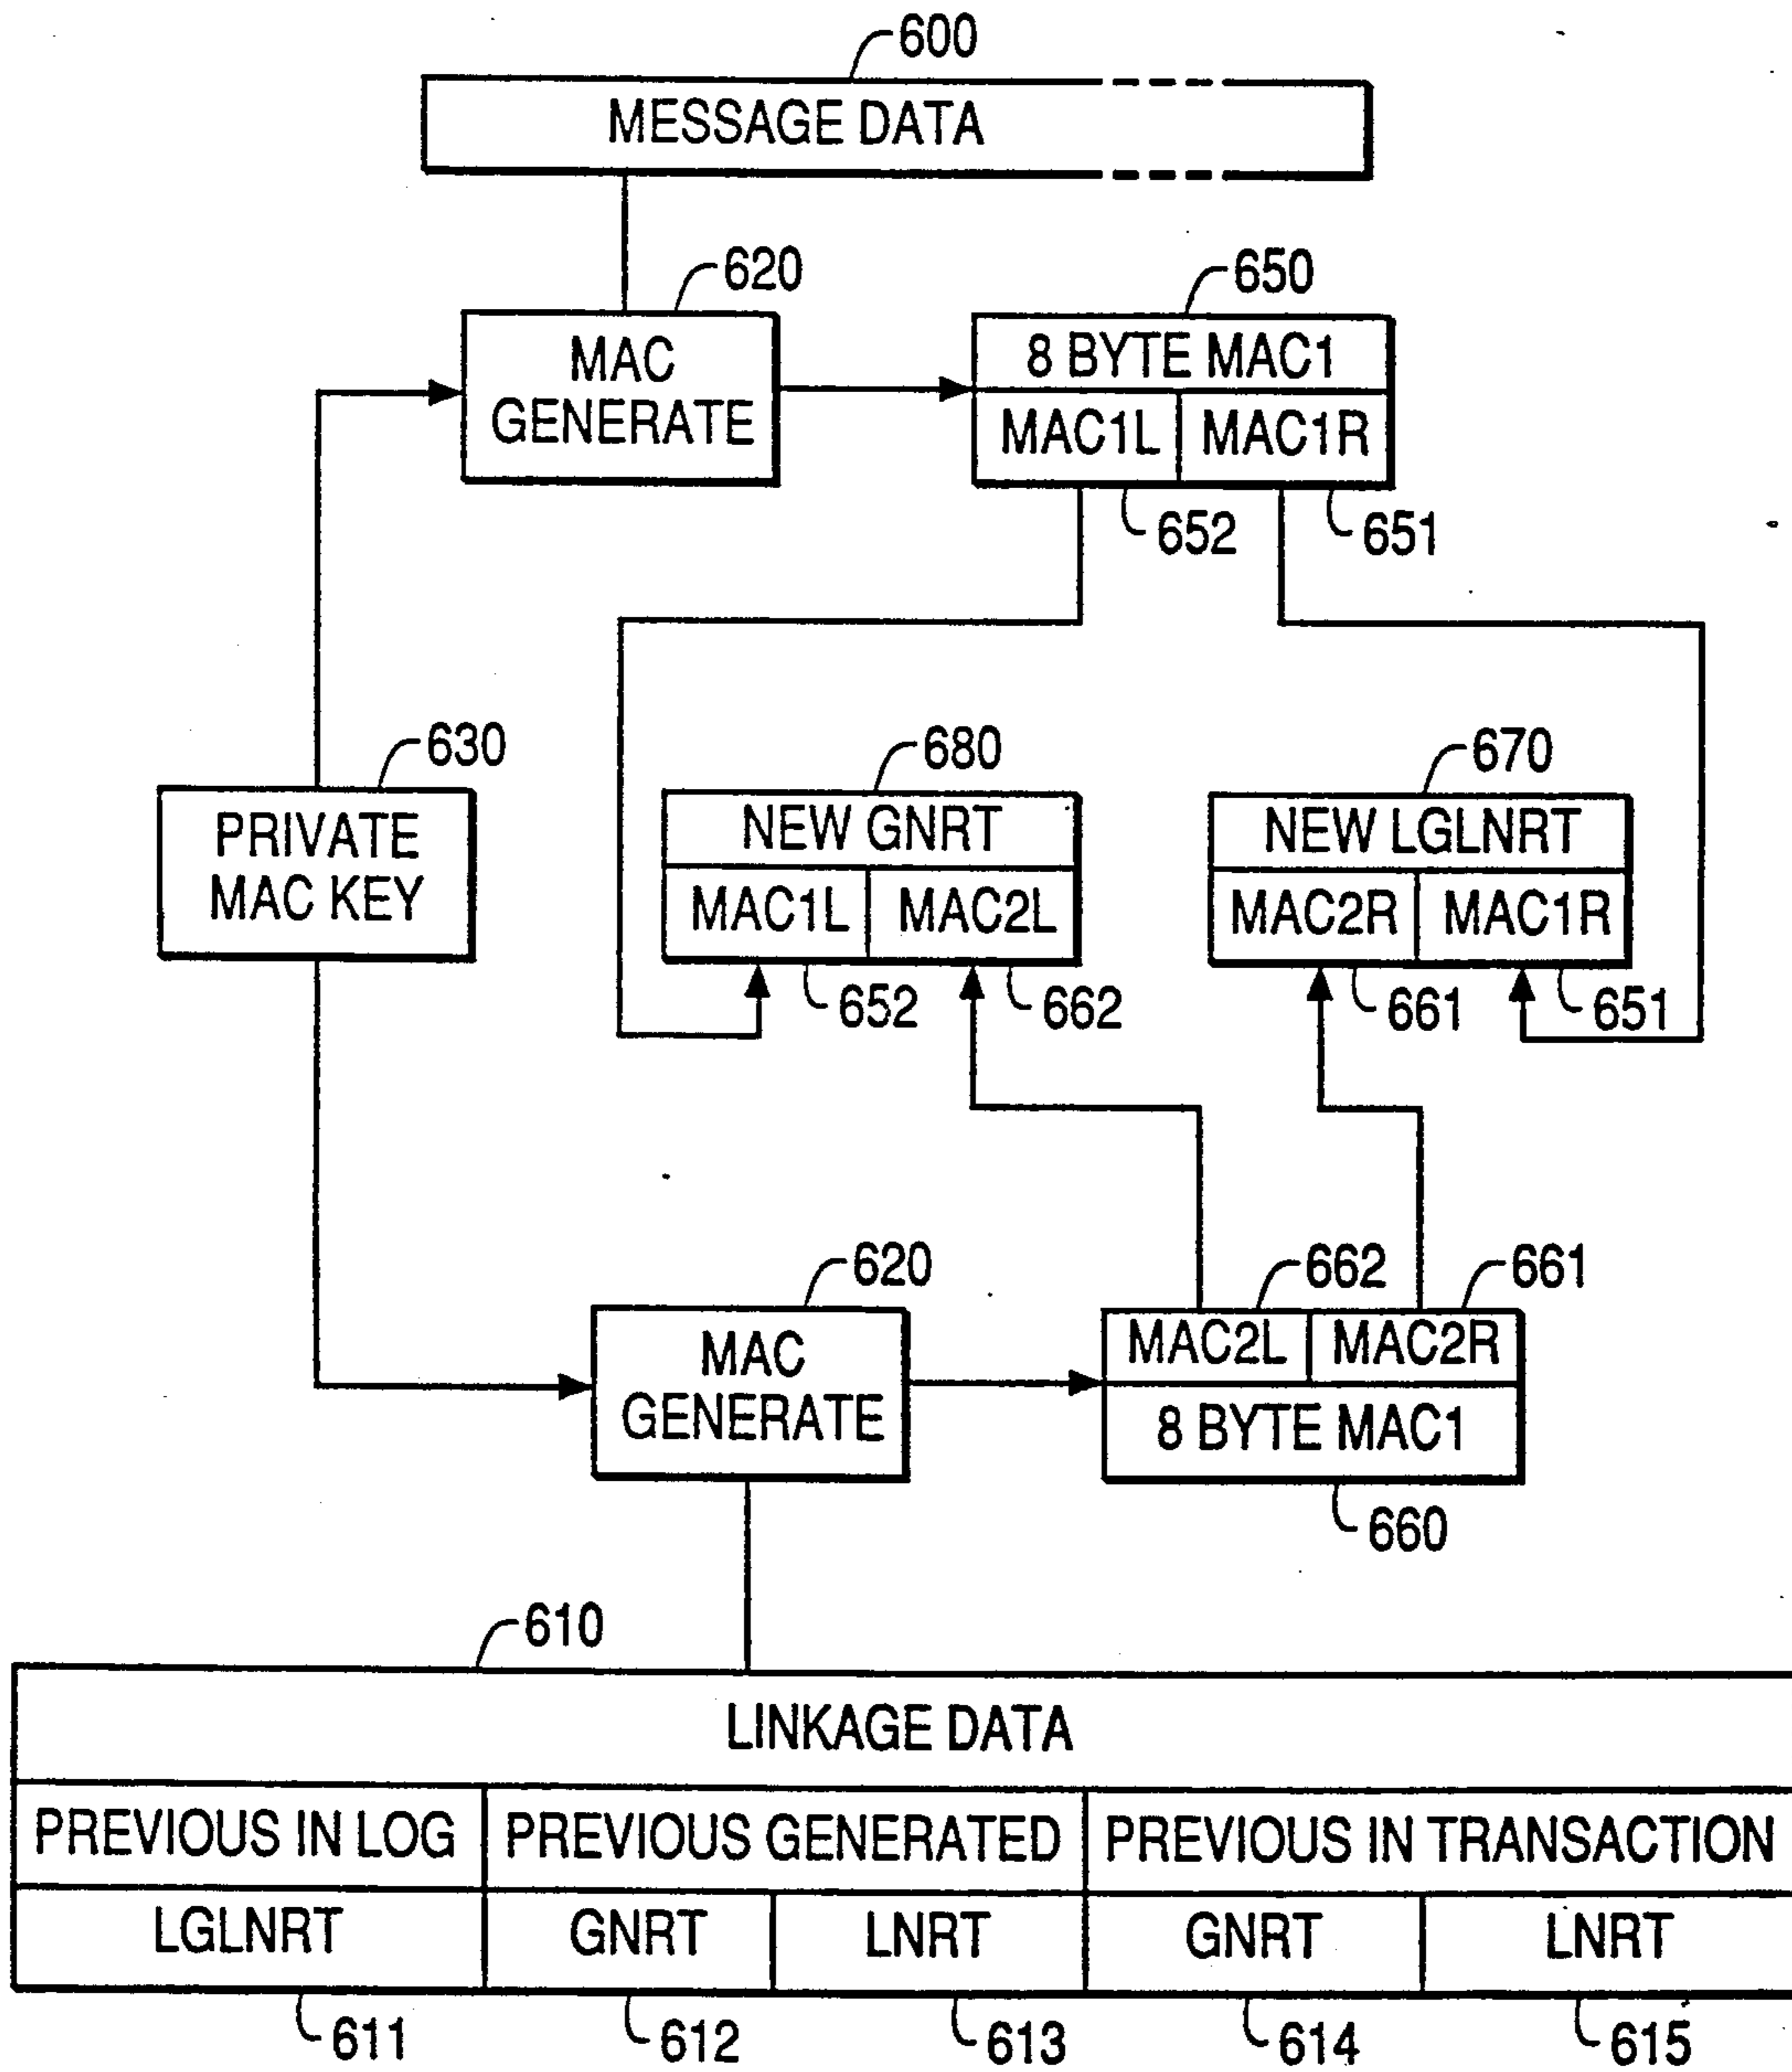 600
MESSAGE DATA
620
650
MAC
GENERATE
8 BYTE MAC1
MAC1L MAC1R
652 651
630
PRIVATE
MAC KEY
680
NEW GNRT
MAC1L MAC2L
652 662
670
NEW LGLNRT
MAC2R MAC1R
661 651
620
MAC
GENERATE
662 661
MAC2L MAC2R
8 BYTE MAC1
660
610
LINKAGE DATA
PREVIOUS IN LOG PREVIOUS GENERATED PREVIOUS IN TRANSACTION
LGLNRT GNRT LNRT GNRT LNRT
611 612 613 614 615